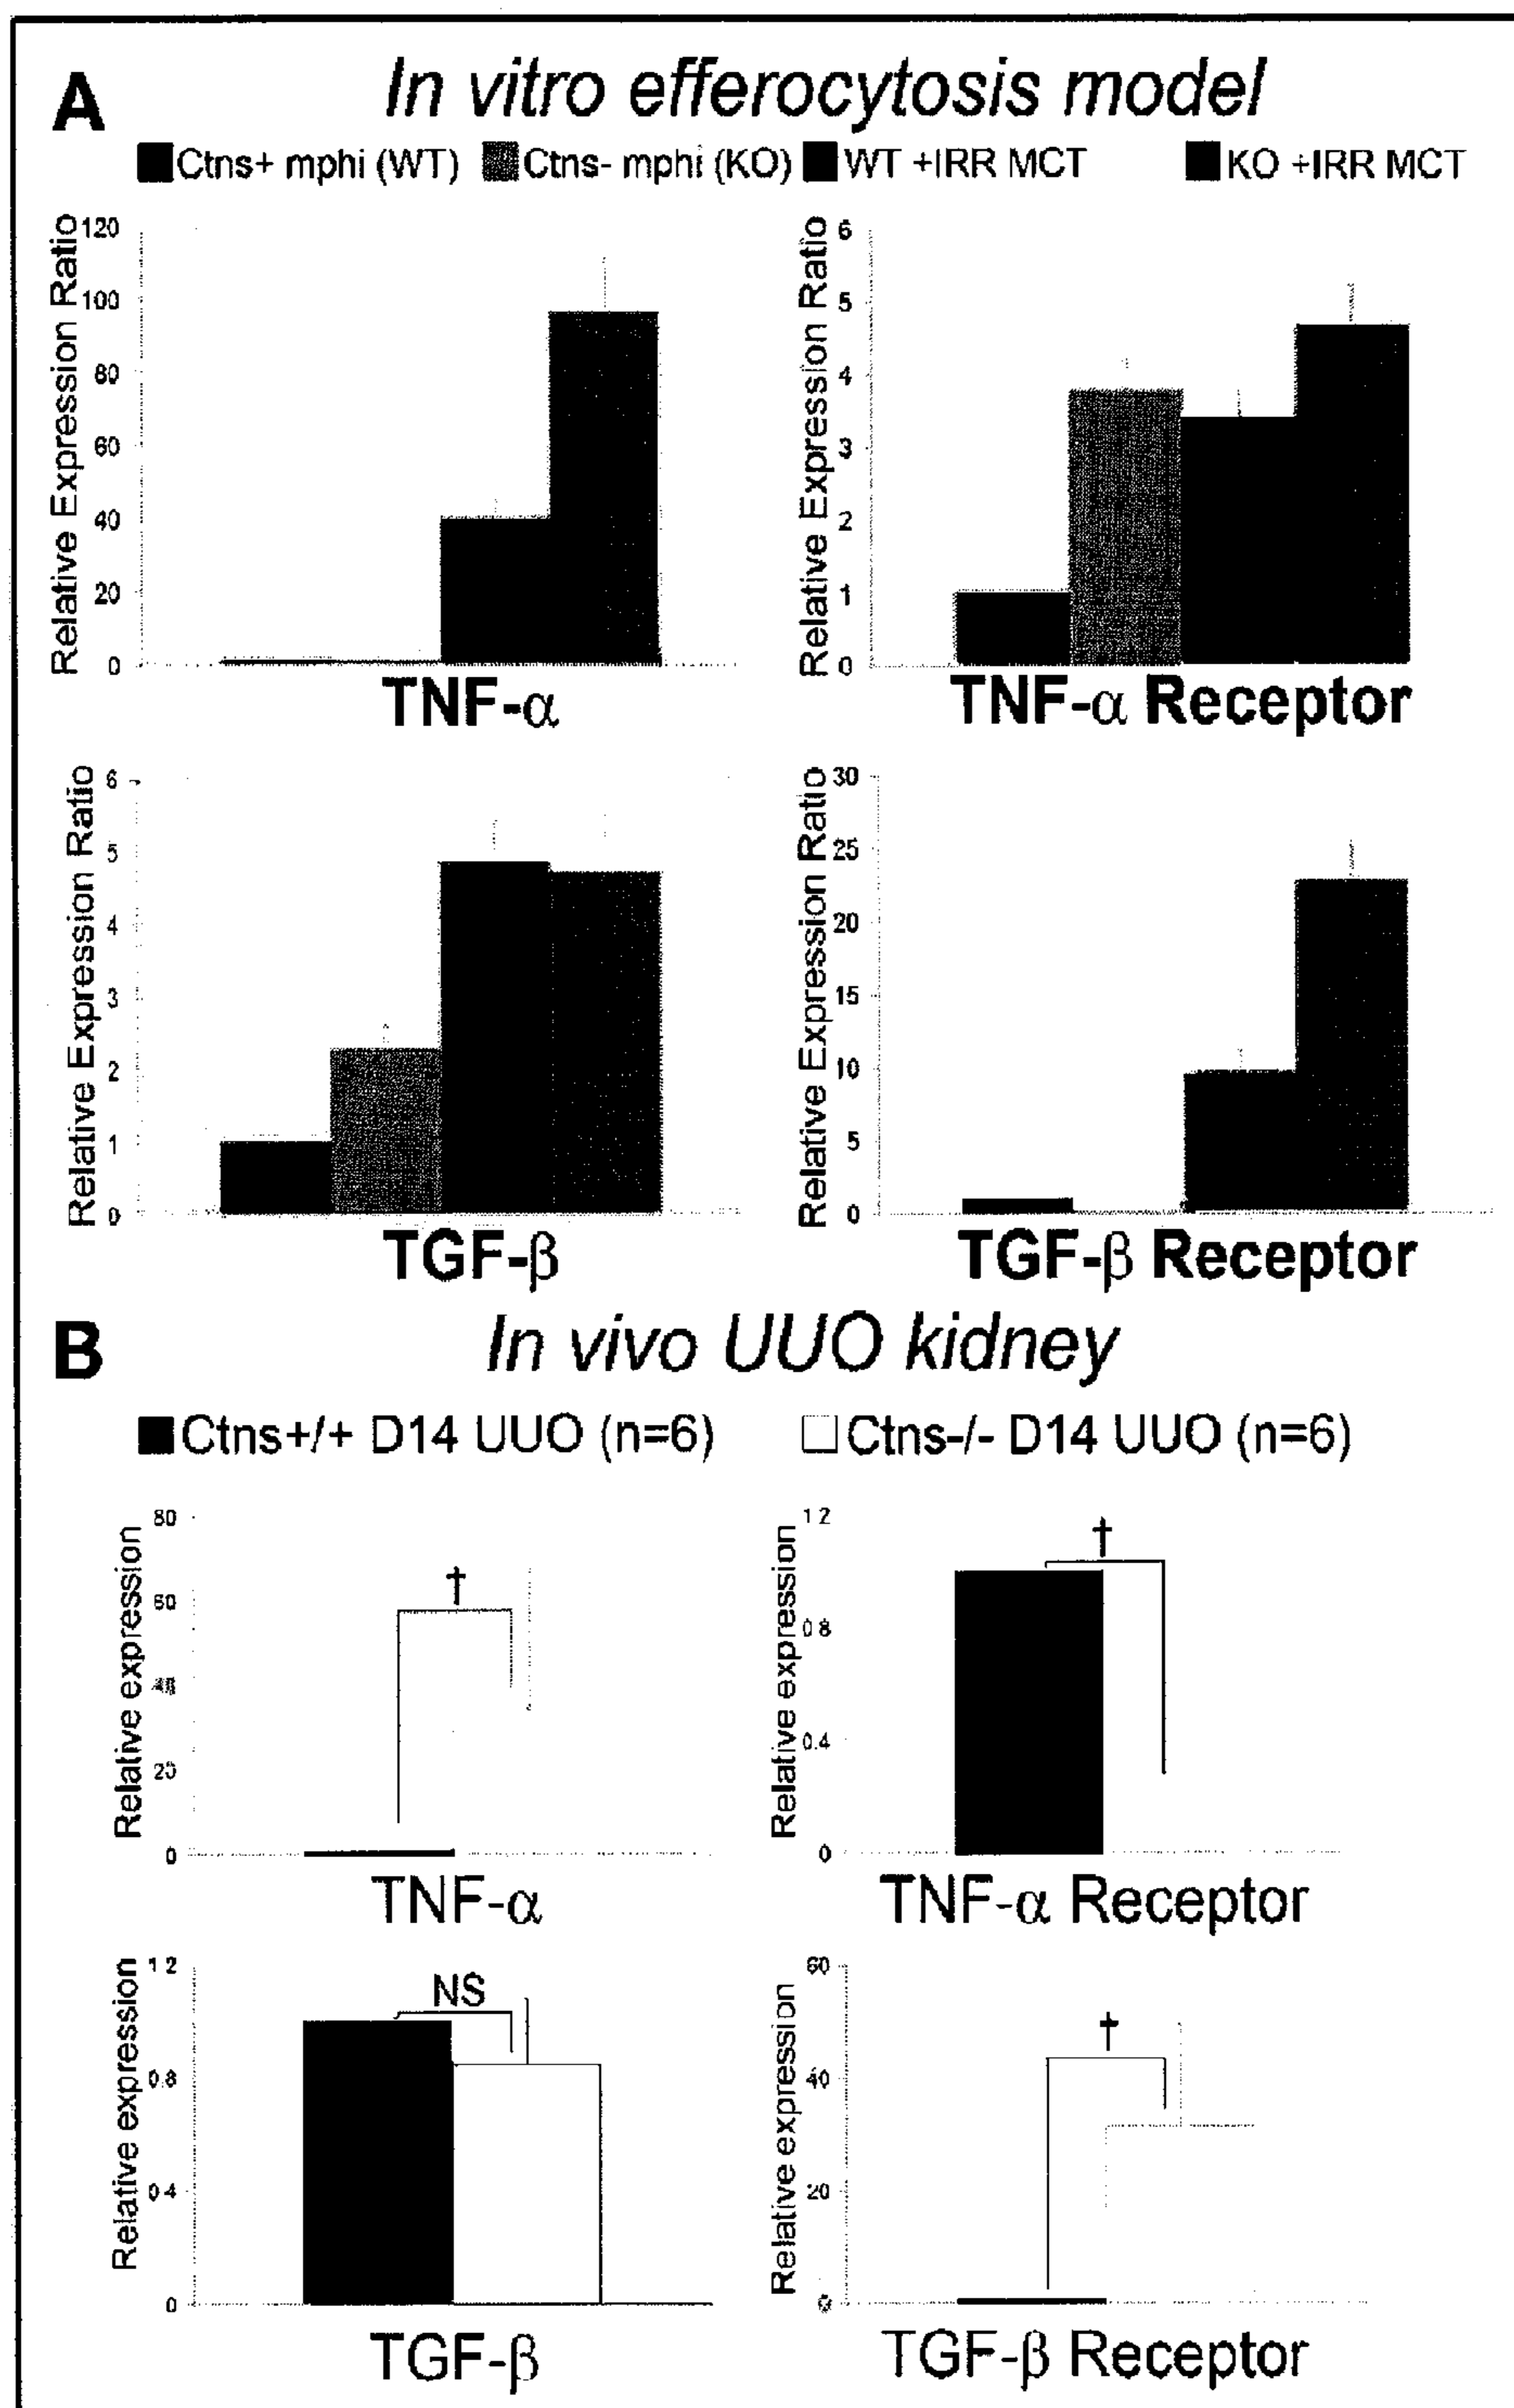 A
In vitro efferocytosis model
Ctns+ mphi (WT) Ctns- mphi (KO) WT +IRR MCT KO +IRR MCT
Relative Expression Ratio
120
100
80
60
40
20
0
TNF-α
Relative Expression Ratio
6
5
4
3
2
1
0
TNF-α Receptor
Relative Expression Ratio
6
5
4
3
2
1
0
TGF-β
Relative Expression Ratio
30
25
20
15
10
5
0
TGF-β Receptor
B
In vivo UUO kidney
Ctns+/+ D14 UUO (n=6) Ctns-/- D14 UUO (n=6)
Relative expression
80
60
40
20
0
†
TNF-α
Relative expression
1 2
0 8
0.4
0
†
TNF-α Receptor
Relative expression
1 2
0.8
0 4
0
NS
TGF-β
Relative expression
60
40
20
0
†
TGF-β Receptor